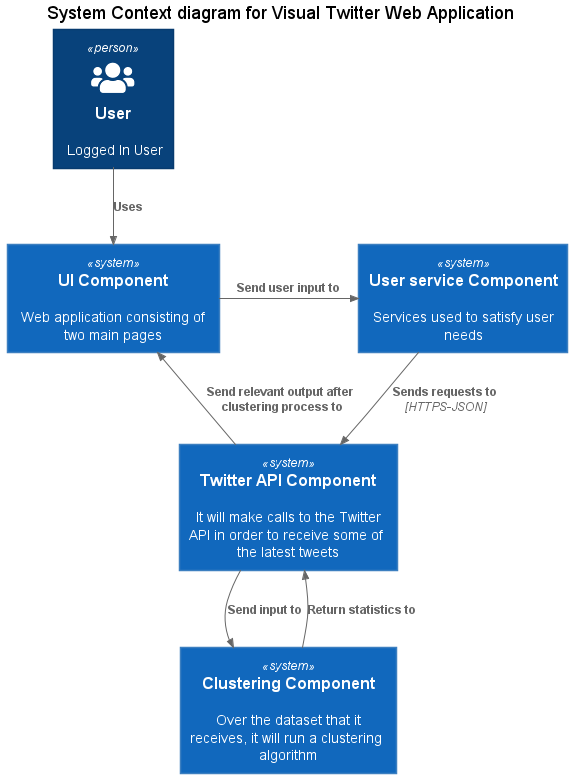 System Context diagram for Visual Twitter Web Application
«person»
User
Logged In User
Uses
«system»
UI Component
Web application consisting of
two main pages
Send user input to
«system»
User service Component
Services used to satisfy user
needs
Send relevant output after
clustering process to
Sends requests to
[HTTPS-JSON]
«system»
Twitter API Component
It will make calls to the Twitter
API in order to receive some of
the latest tweets
Send input to
Return statistics to
«system»
Clustering Component
Over the dataset that it
receives, it will run a clustering
algorithm